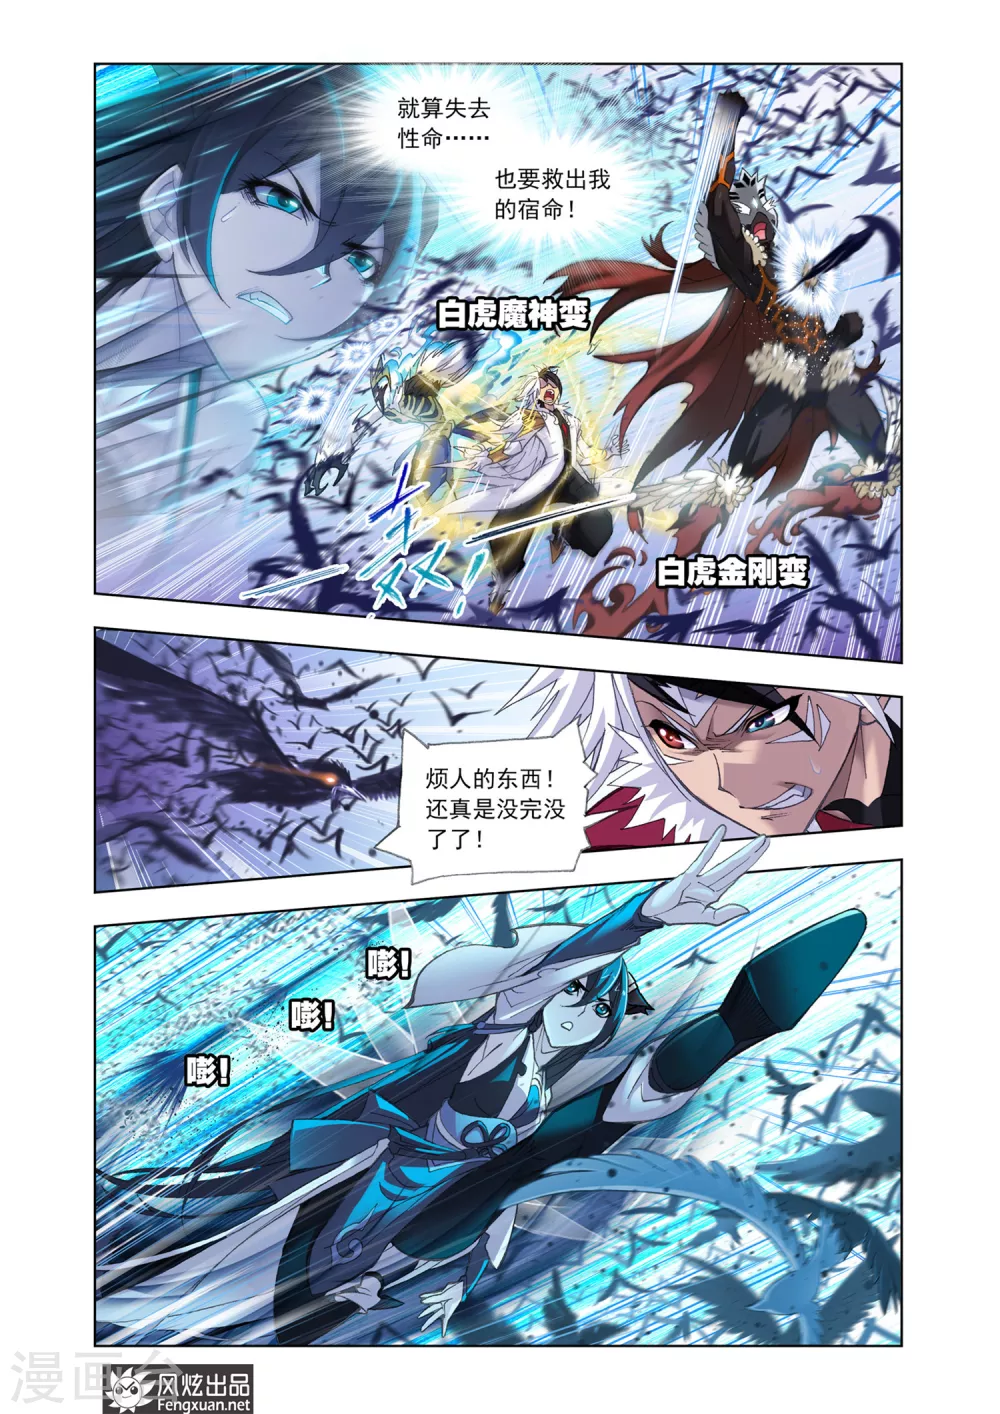 就算失去
性命……
也要救出我
的宿命！
白虎魔神变
轰！
白虎金刚变
烦人的东西！
还真是没完没
了了！
嘭！
嘭！
嘭！
漫画台
风炫出品
Fengxuan.net